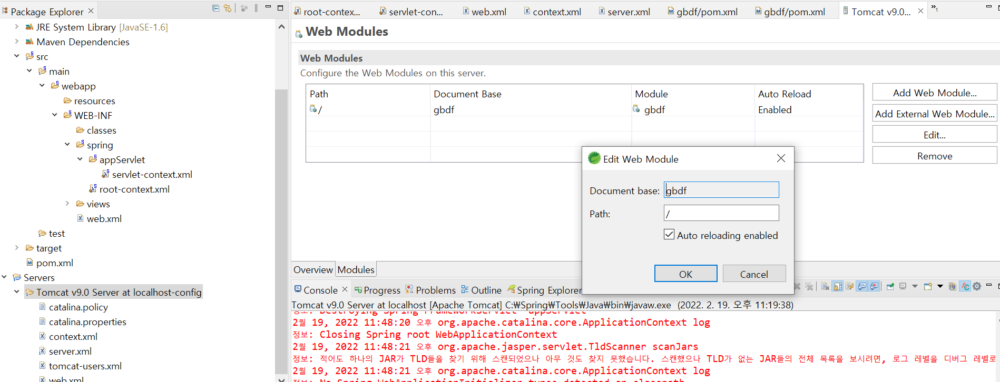 Package Explorer
JRE System Library [JavaSE-1.6]
Maven Dependencies
src
main
webapp
resources
WEB-INF
classes
spring
appServlet
servlet-context.xml
root-context.xml
views
web.xml
test
target
pom.xml
Servers
Tomcat v9.0 Server at localhost-config
catalina.policy
catalina.properties
context.xml
server.xml
tomcat-users.xml
web.xml
root-contex... servlet-con... web.xml context.xml server.xml gbdf/pom.xml gbdf/pom.xml Tomcat v9.0... »1
Web Modules
Web Modules
Configure the Web Modules on this server.
Path Document Base Module Auto Reload
/ gbdf gbdf Enabled
Add Web Module...
Add External Web Module...
Edit...
Remove
Edit Web Module
Document base: gbdf
Path: /
Auto reloading enabled
OK Cancel
Overview Modules
Console Progress Problems Outline Spring Explorer
Tomcat v9.0 Server at localhost [Apache Tomcat] C:₩Spring₩Tools₩Java₩bin₩javaw.exe (2022. 2. 19. 오후 11:19:38)
정보: Destroying Spring FrameworkServlet 'appServlet'
2월 19, 2022 11:48:20 오후 org.apache.catalina.core.ApplicationContext log
정보: Closing Spring root WebApplicationContext
2월 19, 2022 11:48:21 오후 org.apache.jasper.servlet.TldScanner scanJars
정보: 적어도 하나의 JAR가 TLD들을 찾기 위해 스캔되었으나 아무 것도 찾지 못했습니다. 스캔했으나 TLD가 없는 JAR들의 전체 목록을 보시려면, 로그 레벨을 디버그 레벨로
2월 19, 2022 11:48:21 오후 org.apache.catalina.core.ApplicationContext log
정보: No Spring WebApplicationInitializer types detected on classpath